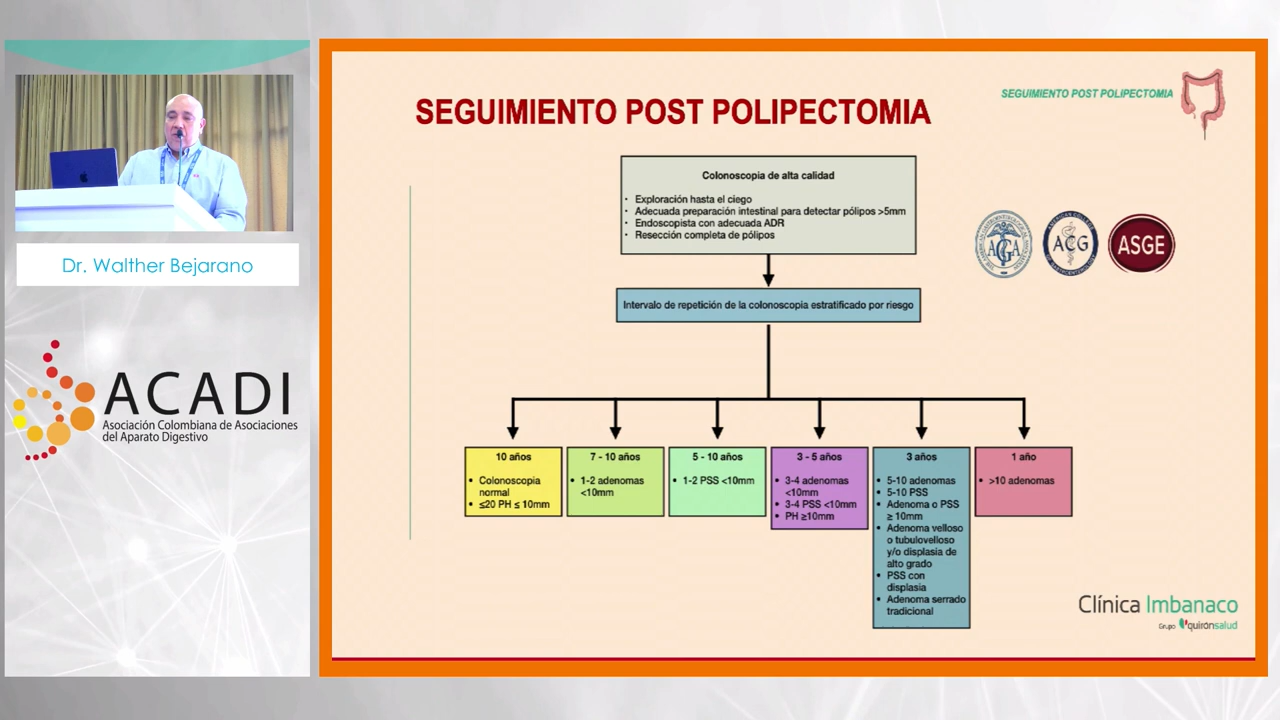 SEGUIMIENTO POST POLIPECTOMIA
SEGUIMIENTO POST POLIPECTOMIA
Colonoscopia de alta calidad
• Exploración hasta el ciego
• Adecuada preparación intestinal para detectar pólipos >5mm
• Endoscopista con adecuada ADR
• Resección completa de pólipos
AGA
ACG
ASGE
Intervalo de repetición de la colonoscopia estratificado por riesgo
10 años
• Colonoscopia
normal
• ≤20 PH ≤ 10mm
7 - 10 años
• 1-2 adenomas
<10mm
5 - 10 años
• 1-2 PSS <10mm
3 - 5 años
• 3-4 adenomas
<10mm
• 3-4 PSS <10mm
• PH ≥10mm
3 años
• 5-10 adenomas
• 5-10 PSS
• Adenoma o PSS
≥ 10mm
• Adenoma velloso
o tubulovelloso
y/o displasia de
alto grado
• PSS con
displasia
• Adenoma serrado
tradicional
1 año
• >10 adenomas
Dr. Walther Bejarano
ACADI
Asociación Colombiana de Asociaciones
del Aparato Digestivo
Clínica Imbanaco
Grupo quirónsalud